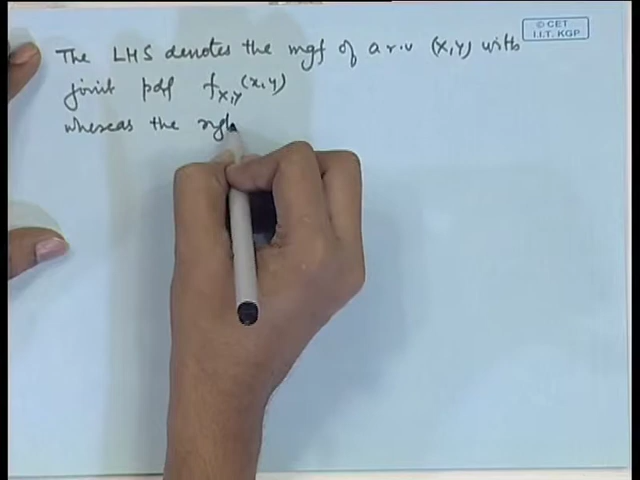 © CET
I.I.T. KGP
The LHS denotes the mgf of a r.v (X,Y) with
joint pdf f_{X,Y}(x,y)
whereas the